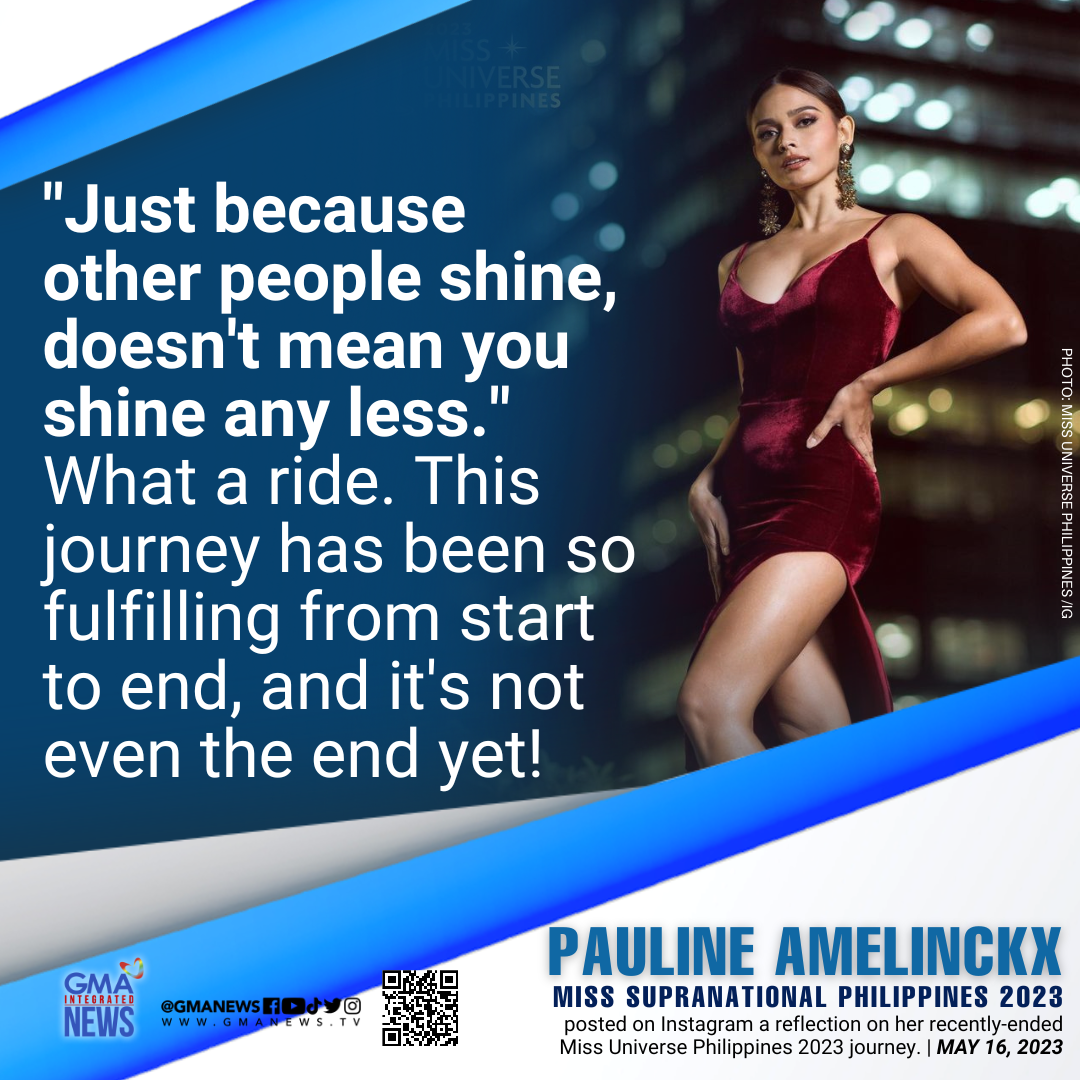 2023
MISS
UNIVERSE
PHILIPPINES
"Just because
other people shine,
doesn't mean you
shine any less."
What a ride. This
journey has been so
fulfilling from start
to end, and it's not
even the end yet!
PHOTO: MISS UNIVERSE PHILIPPINES /IG
GMA
INTEGRATED
NEWS
@GMANEWS
WWW.GMANEWS.TV
PAULINE AMELINCKX
MISS SUPRANATIONAL PHILIPPINES 2023
posted on Instagram a reflection on her recently-ended
Miss Universe Philippines 2023 journey. | MAY 16, 2023